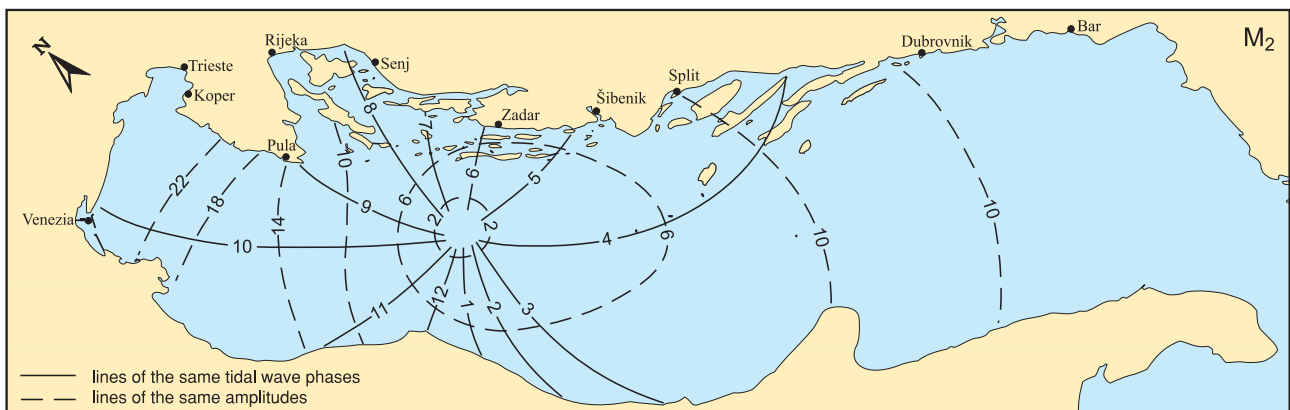 M₂
N
Rijeka
Bar
Dubrovnik
Trieste
Senj
Split
Koper
8
Šibenik
Zadar
7
Pula
10
22
6
5
6
18
9
2
2
14
Venezia
10
4
6
10
10
12
1
2
3
11
lines of the same tidal wave phases
lines of the same amplitudes